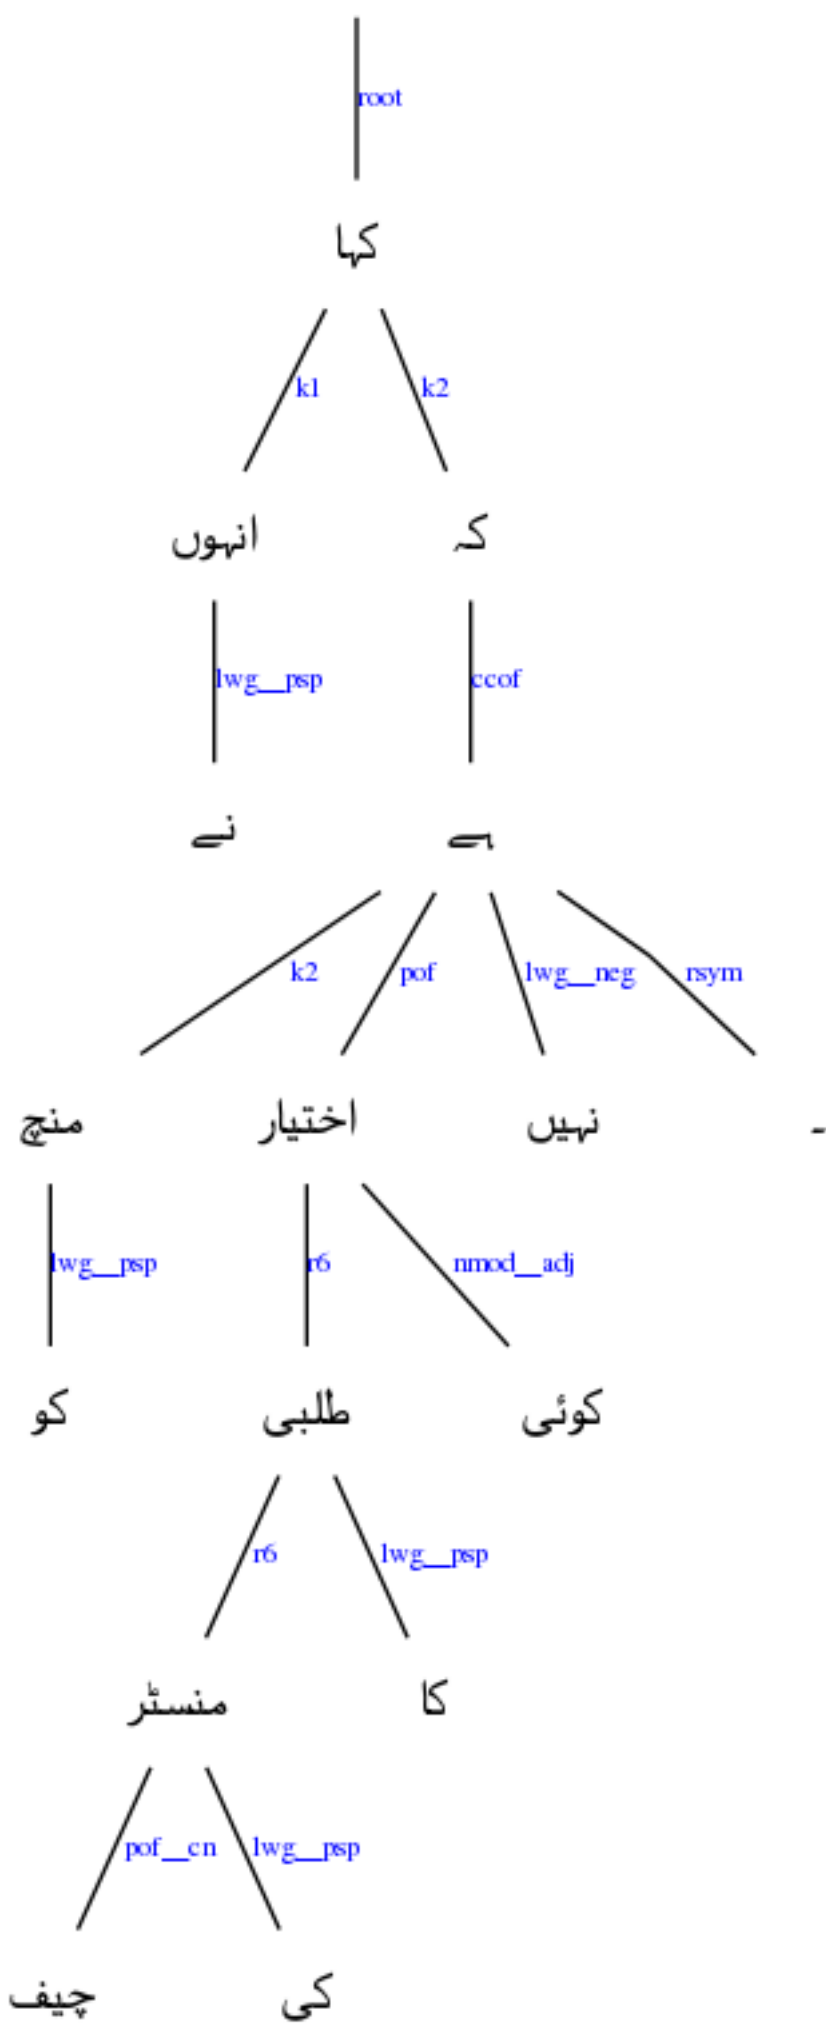 root
کہا
k1 k2
انہوں کہ
lwg__psp ccof
نے ہے
k2 pof lwg__neg rsym
منچ اختیار نہیں ۔
lwg__psp r6 nmod__adj
کو طلبی کوئی
r6 lwg__psp
منسٹر کا
pof__cn lwg__psp
چیف کی